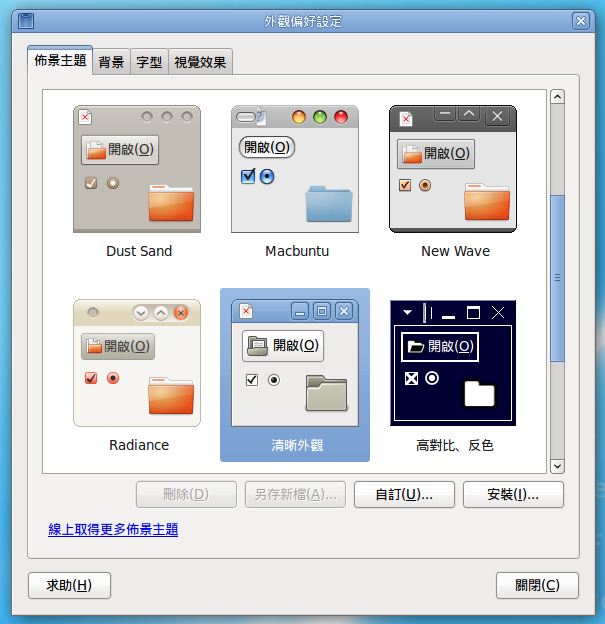 外觀偏好設定
佈景主題 背景 字型 視覺效果
開啟(O) 開啟(O) 開啟(O)
Dust Sand Macbuntu New Wave
開啟(O) 開啟(O) 開啟(O)
Radiance 清晰外觀 高對比、反色
刪除(D) 另存新檔(A)... 自訂(U)... 安裝(I)...
線上取得更多佈景主題
求助(H) 關閉(C)